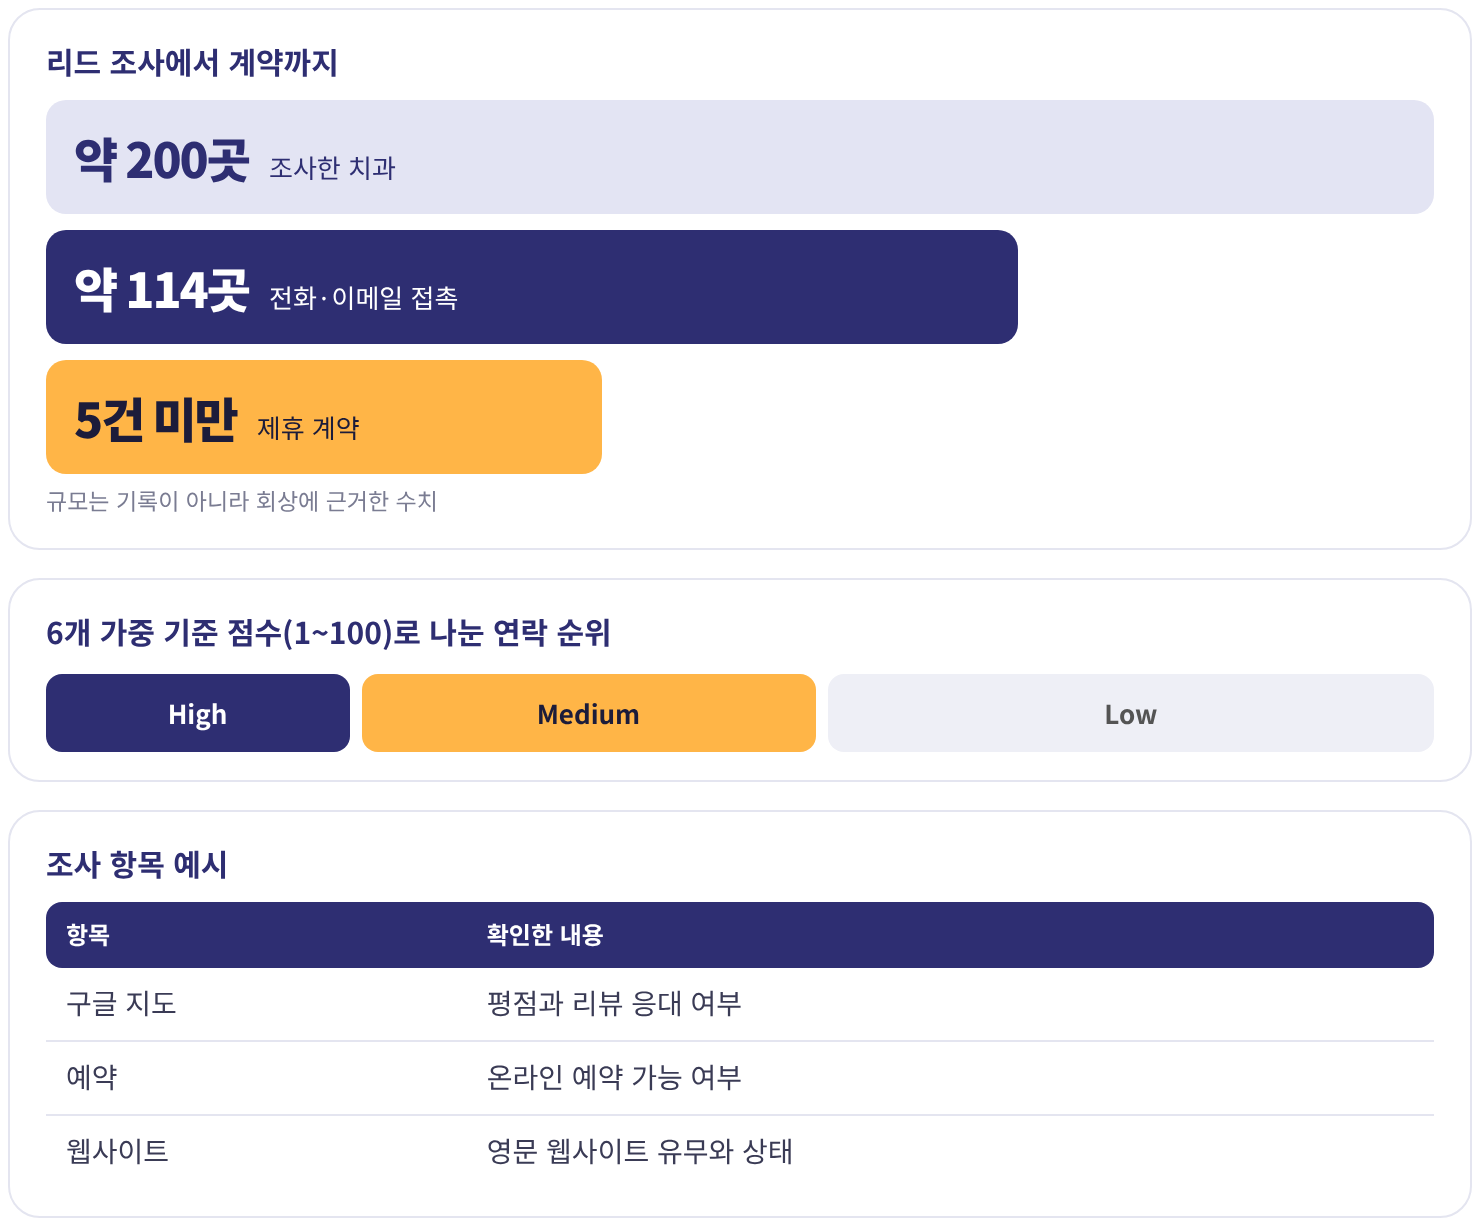 리드 조사에서 계약까지
약 200곳 조사한 치과
약 114곳 전화·이메일 접촉
5건 미만 제휴 계약
규모는 기록이 아니라 회상에 근거한 수치
6개 가중 기준 점수(1~100)로 나눈 연락 순위
High Medium Low
조사 항목 예시
항목 확인한 내용
구글 지도 평점과 리뷰 응대 여부
예약 온라인 예약 가능 여부
웹사이트 영문 웹사이트 유무와 상태